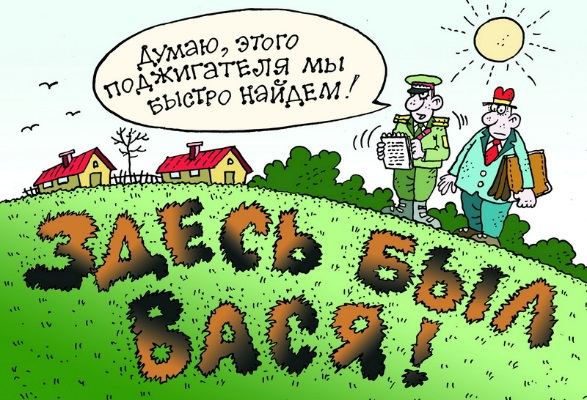 Думаю, этого
поджигателя мы
быстро найдем!
ЗДЕСЬ БЫЛ
ВАСЯ!